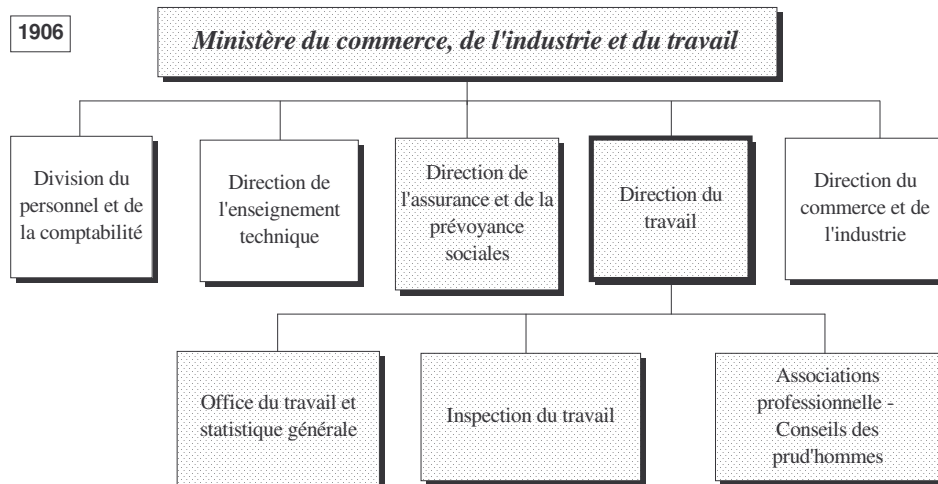 1906
Ministère du commerce, de l'industrie et du travail
Division du
personnel et de
la comptabilité
Direction de
l'enseignement
technique
Direction de
l'assurance et de la
prévoyance
sociales
Direction du
travail
Direction du
commerce et de
l'industrie
Office du travail et
statistique générale
Inspection du travail
Associations
professionnelle -
Conseils des
prud'hommes